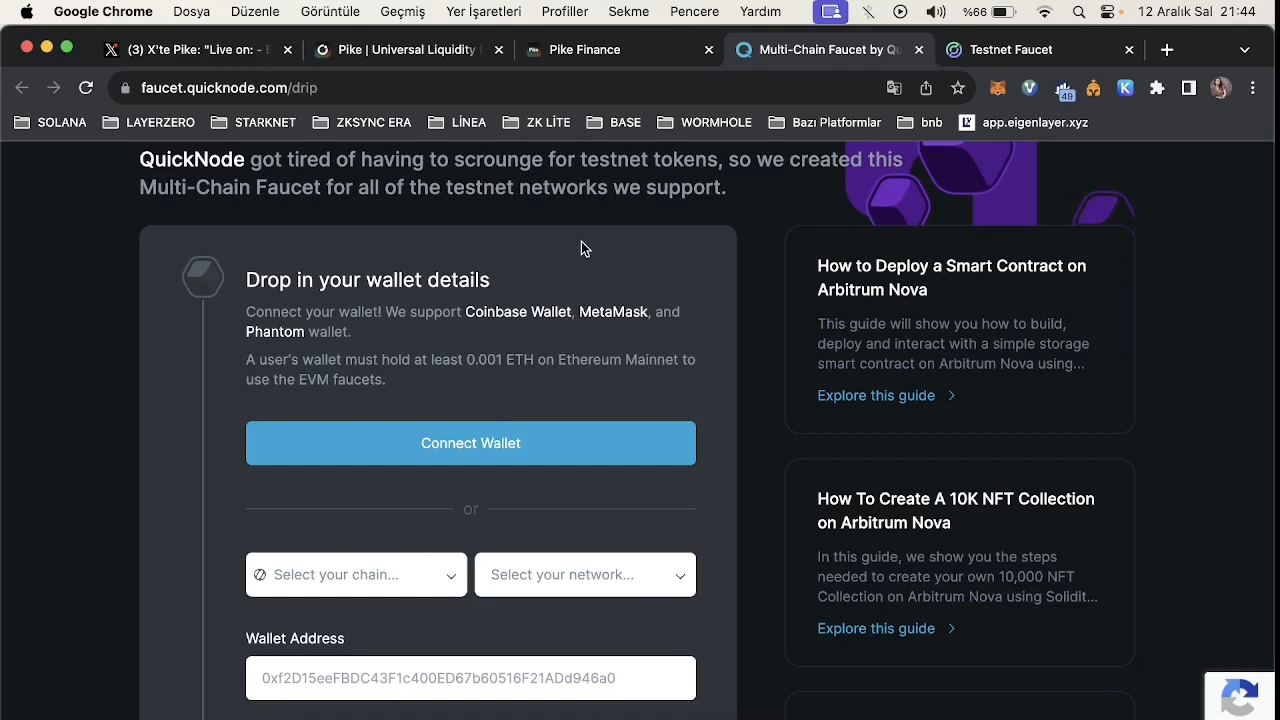 Google Chrome Dosya Düzenle Görüntüle Geçmiş Yer İşaretleri Profiller Sekme Pencere Yardım %66 12 Aralık Sal 21:44
(3) X'te Pike: "Live on: - E
Pike | Universal Liquidity
Pike Finance
Multi-Chain Faucet by Qu
Testnet Faucet
faucet.quicknode.com/drip
49
SOLANA LAYERZERO STARKNET ZKSYNC ERA LİNEA ZK LİTE BASE WORMHOLE Bazı Platformlar bnb app.eigenlayer.xyz
QuickNode got tired of having to scrounge for testnet tokens, so we created this
Multi-Chain Faucet for all of the testnet networks we support.
Drop in your wallet details
Connect your wallet! We support Coinbase Wallet, MetaMask, and
Phantom wallet.
A user's wallet must hold at least 0.001 ETH on Ethereum Mainnet to
use the EVM faucets.
Connect Wallet
or
Select your chain...
Select your network...
Wallet Address
0xf2D15eeFBDC43F1c400ED67b60516F21ADd946a0
How to Deploy a Smart Contract on
Arbitrum Nova
This guide will show you how to build,
deploy and interact with a simple storage
smart contract on Arbitrum Nova using...
Explore this guide
How To Create A 10K NFT Collection
on Arbitrum Nova
In this guide, we show you the steps
needed to create your own 10,000 NFT
Collection on Arbitrum Nova using Solidit...
Explore this guide